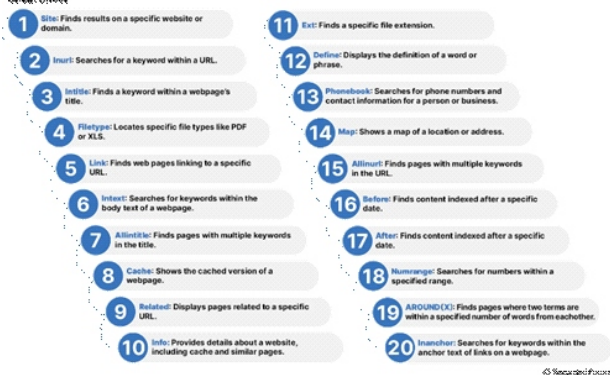 1 Site: Finds results on a specific website or
domain.
2 Inurl: Searches for a keyword within a URL.
3 Intitle: Finds a keyword within a webpage's
title.
4 Filetype: Locates specific file types like PDF
or XLS.
5 Link: Finds web pages linking to a specific
URL.
6 Intext: Searches for keywords within the
body text of a webpage.
7 Allintitle: Finds pages with multiple keywords
in the title.
8 Cache: Shows the cached version of a
webpage.
9 Related: Displays pages related to a specific
URL.
10 Info: Provides details about a website,
including cache and similar pages.
11 Ext: Finds a specific file extension.
12 Define: Displays the definition of a word or
phrase.
13 Phonebook: Searches for phone numbers and
contact information for a person or business.
14 Map: Shows a map of a location or address.
15 Allinurl: Finds pages with multiple keywords
in the URL.
16 Before: Finds content indexed after a specific
date.
17 After: Finds content indexed after a specific
date.
18 Numrange: Searches for numbers within a
specified range.
19 AROUND(X): Finds pages where two terms are
within a specified number of words from eachother.
20 Inanchor: Searches for keywords within the
anchor text of links on a webpage.